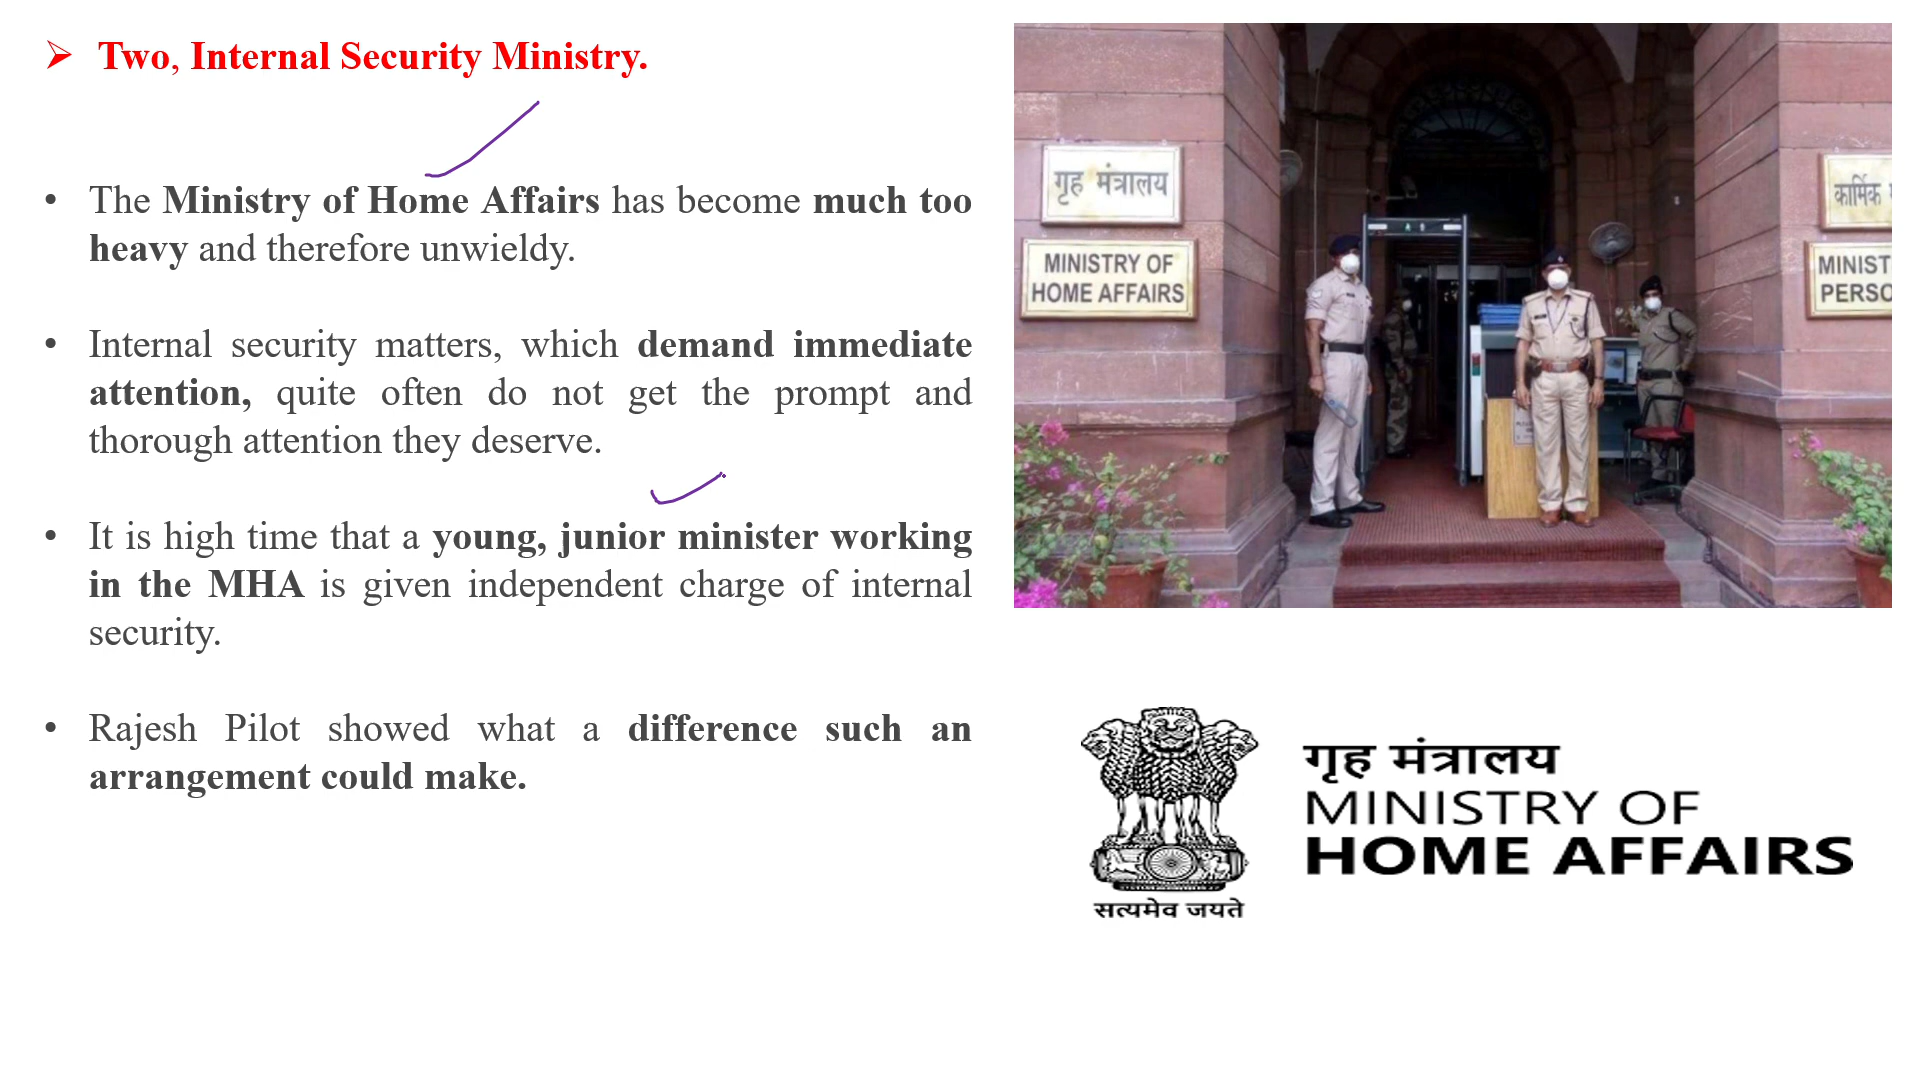 Two, Internal Security Ministry.
The Ministry of Home Affairs has become much too
heavy and therefore unwieldy.
Internal security matters, which demand immediate
attention, quite often do not get the prompt and
thorough attention they deserve.
It is high time that a young, junior minister working
in the MHA is given independent charge of internal
security.
Rajesh Pilot showed what a difference such an
arrangement could make.
गृह मंत्रालय
MINISTRY OF
HOME AFFAIRS
कार्मिक
MINIST
PERSO
गृह मंत्रालय
MINISTRY OF
HOME AFFAIRS
सत्यमेव जयते